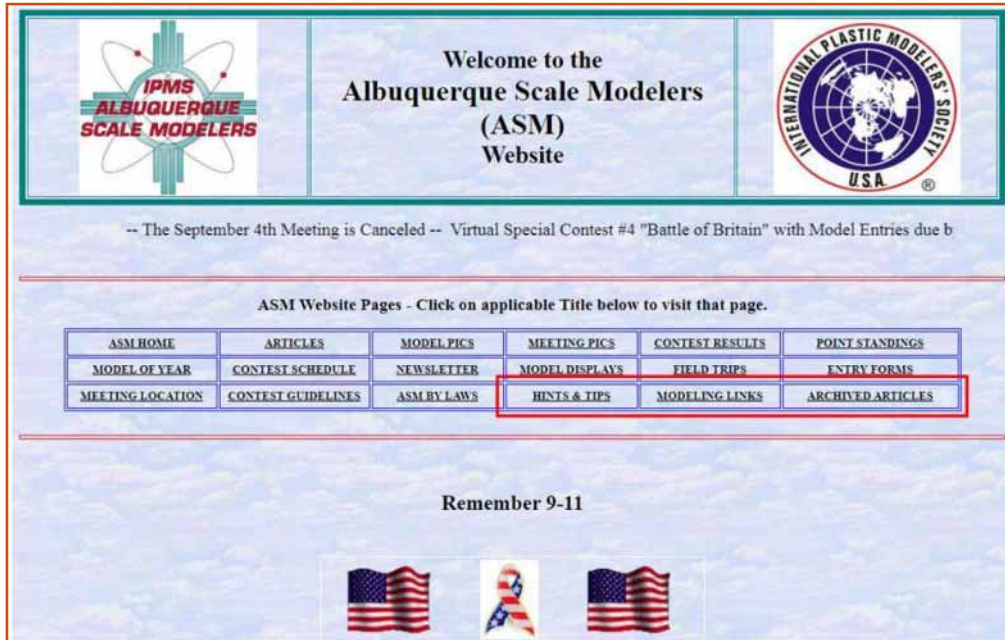 IPMS
ALBUQUERQUE
SCALE MODELERS
Welcome to the
Albuquerque Scale Modelers
(ASM)
Website
INTERNATIONAL PLASTIC MODELERS' SOCIETY
U.S.A.
®
-- The September 4th Meeting is Canceled -- Virtual Special Contest #4 "Battle of Britain" with Model Entries due b
ASM Website Pages - Click on applicable Title below to visit that page.
ASM HOME ARTICLES MODEL PICS MEETING PICS CONTEST RESULTS POINT STANDINGS
MODEL OF YEAR CONTEST SCHEDULE NEWSLETTER MODEL DISPLAYS FIELD TRIPS ENTRY FORMS
MEETING LOCATION CONTEST GUIDELINES ASM BY LAWS HINTS & TIPS MODELING LINKS ARCHIVED ARTICLES
Remember 9-11